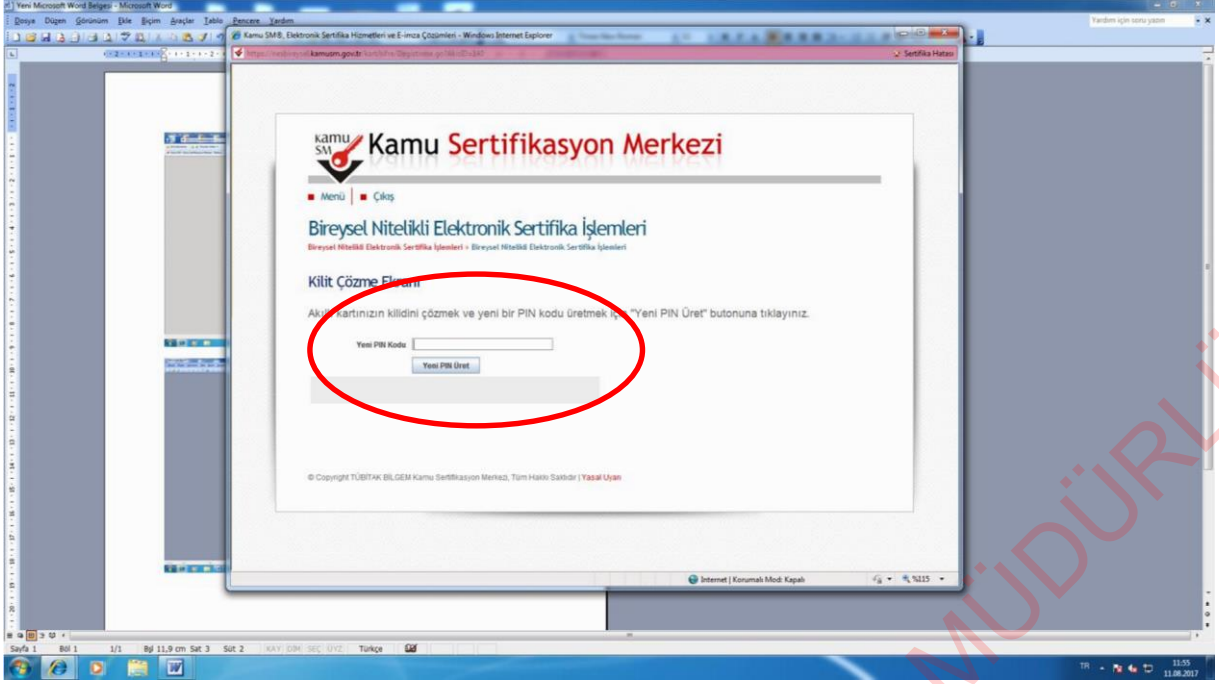 Yeni Microsoft Word Belgesi - Microsoft Word
Dosya Düzen Görünüm Ekle Biçim Araçlar Tablo Pencere Yardım
Yardım için soru yazın
Kamu SM®, Elektronik Sertifika Hizmetleri ve E-imza Çözümleri - Windows Internet Explorer
kamusm.gov.tr
Sertifika Hatası
Kamu SM
Kamu Sertifikasyon Merkezi
Menü
Çıkış
Bireysel Nitelikli Elektronik Sertifika İşlemleri
Bireysel Nitelikli Elektronik Sertifika İşlemleri » Bireysel Nitelikli Elektronik Sertifika İşlemleri
Kilit Çözme Ekranı
Akıllı kartınızın kilidini çözmek ve yeni bir PIN kodu üretmek için "Yeni PIN Üret" butonuna tıklayınız.
Yeni PIN Kodu
Yeni PIN Üret
© Copyright TÜBİTAK BİLGEM Kamu Sertifikasyon Merkezi, Tüm Hakkı Saklıdır | Yasal Uyarı
Internet | Korumalı Mod: Kapalı
%115
Sayfa 1 Böl 1 1/1 Bşl 11,9 cm Sat 3 Süt 2 KAY DİM SEÇ ÜYZ Türkçe
TR
11:55
11.08.2017